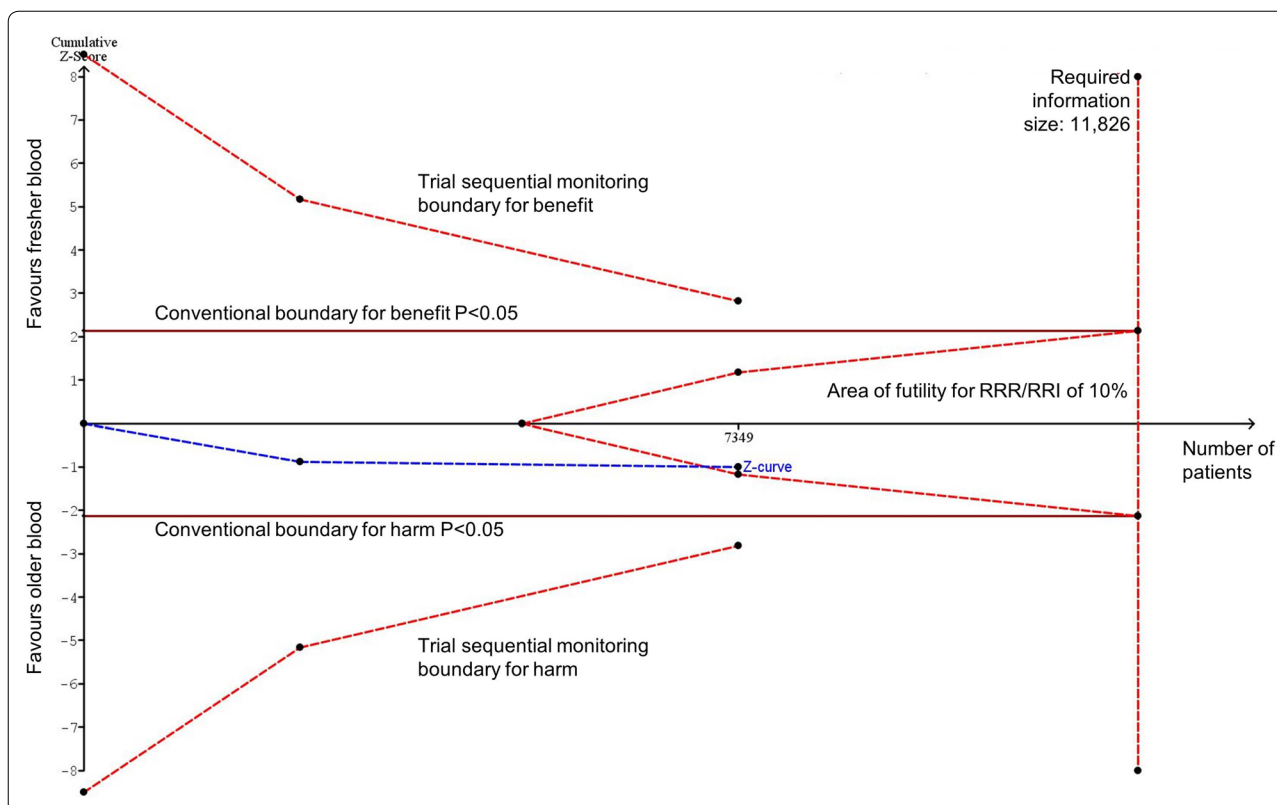 Cumulative
Z-Score
8
7
6
5
4
3
2
1
-1
-2
-3
-4
-5
-6
-7
-8
Favours fresher blood
Favours older blood
Required
information
size: 11,826
Trial sequential monitoring
boundary for benefit
Conventional boundary for benefit P<0.05
Area of futility for RRR/RRI of 10%
7349
Number of
patients
Z-curve
Conventional boundary for harm P<0.05
Trial sequential monitoring
boundary for harm